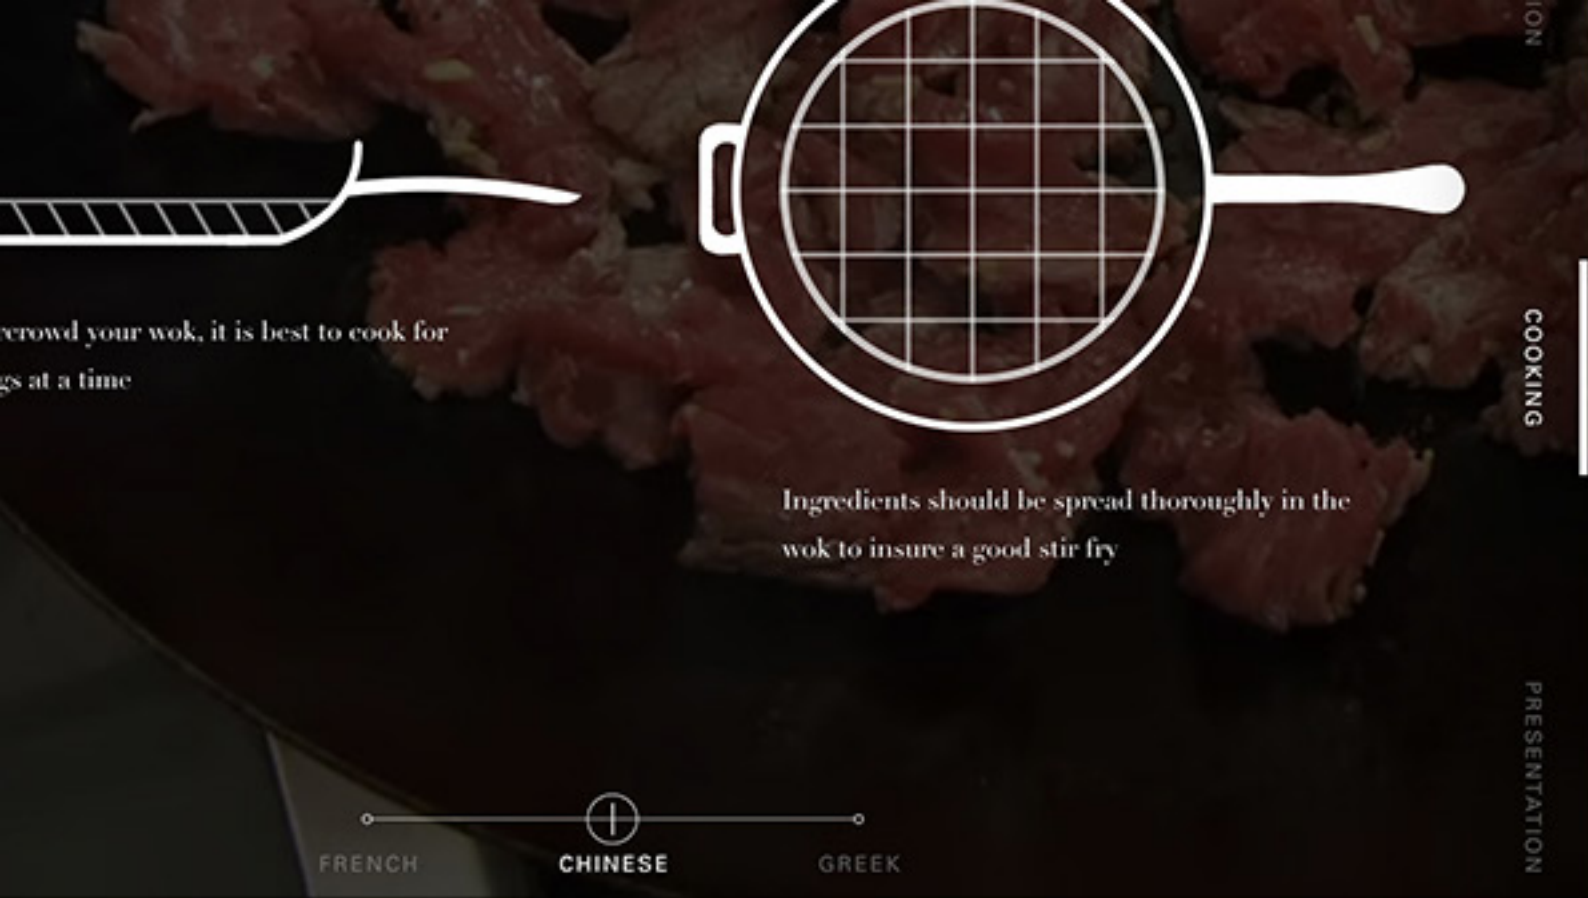 ION
rcrowd your wok, it is best to cook for
gs at a time
COOKING
Ingredients should be spread thoroughly in the
wok to insure a good stir fry
PRESENTATION
FRENCH
CHINESE
GREEK